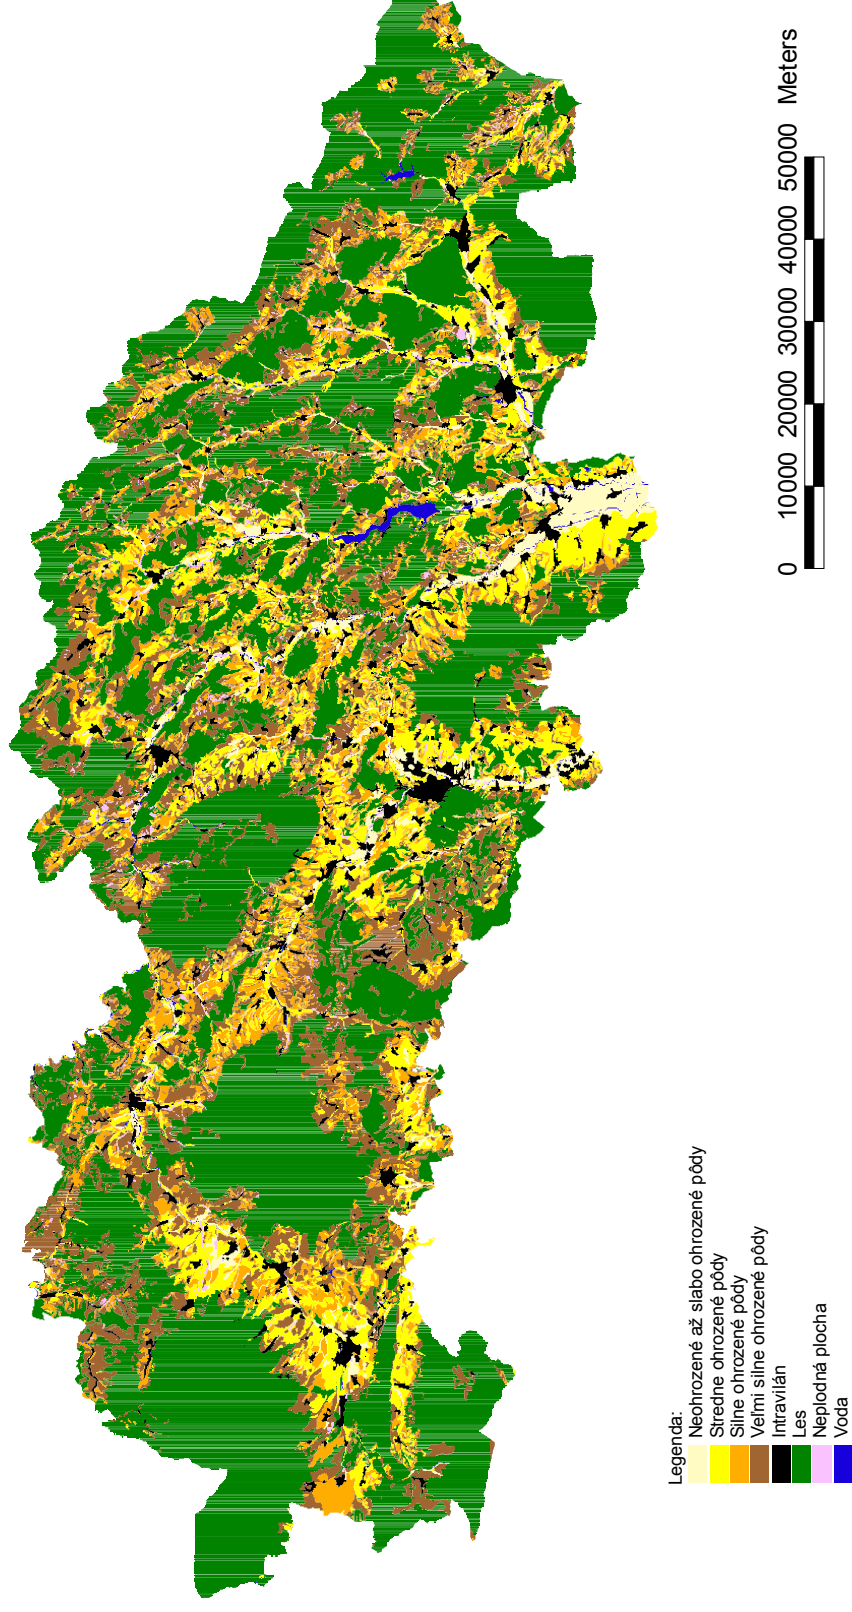 0 10000 20000 30000 40000 50000 Meters
Legenda:
Neohrozené až slabo ohrozené pôdy
Stredne ohrozené pôdy
Silne ohrozené pôdy
Veľmi silne ohrozené pôdy
Intravilán
Les
Neplodná plocha
Voda